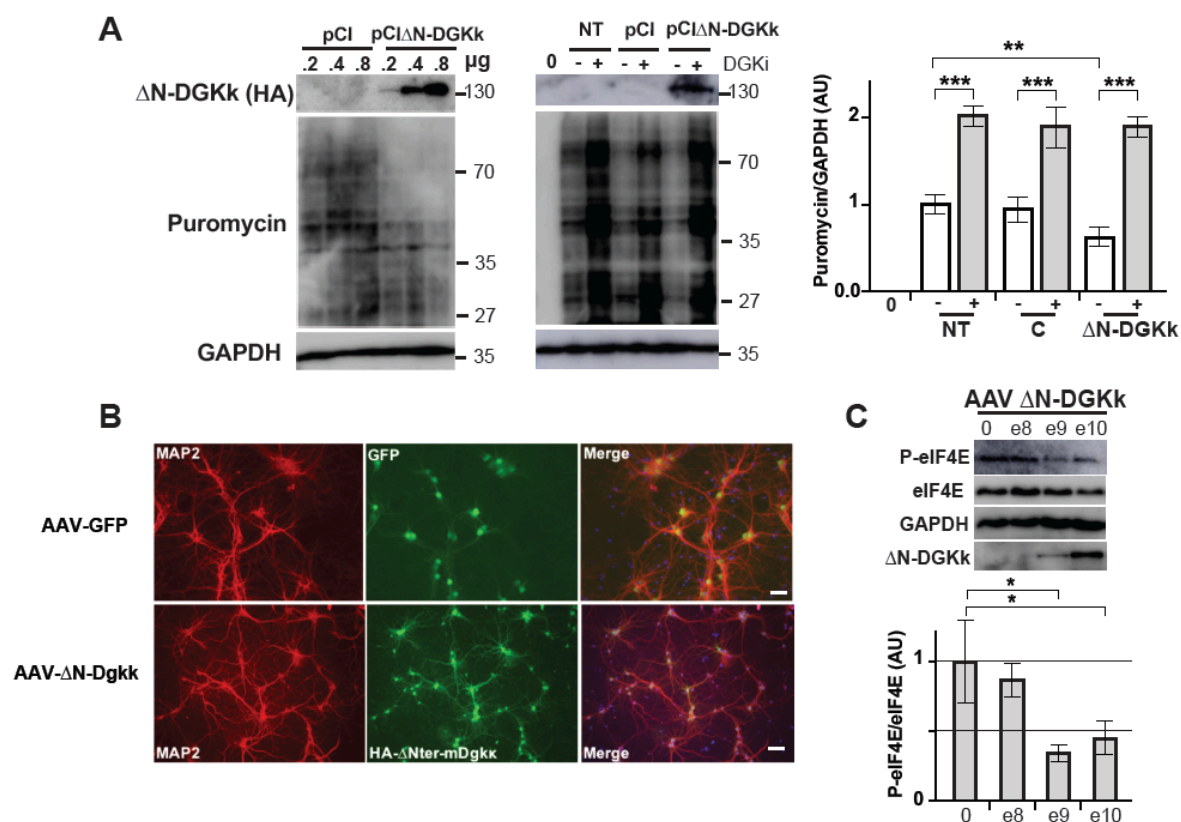 A
pCI pCIΔN-DGKk
.2 .4 .8 .2 .4 .8 µg
ΔN-DGKk (HA)
130
70
Puromycin
35
27
GAPDH
35
NT pCI pCIΔN-DGKk
0 - + - + - + DGKi
130
70
35
27
35
Puromycin/GAPDH (AU)
2
1
0.0
**
*** *** ***
0 - + - + - +
NT C ΔN-DGKk
B
MAP2 GFP Merge
AAV-GFP
AAV-ΔN-Dgkk
MAP2 HA-ΔNter-mDgkκ Merge
C
AAV ΔN-DGKk
0 e8 e9 e10
P-eIF4E
eIF4E
GAPDH
ΔN-DGKk
*
*
P-eIF4E/eIF4E (AU)
1
0
0 e8 e9 e10